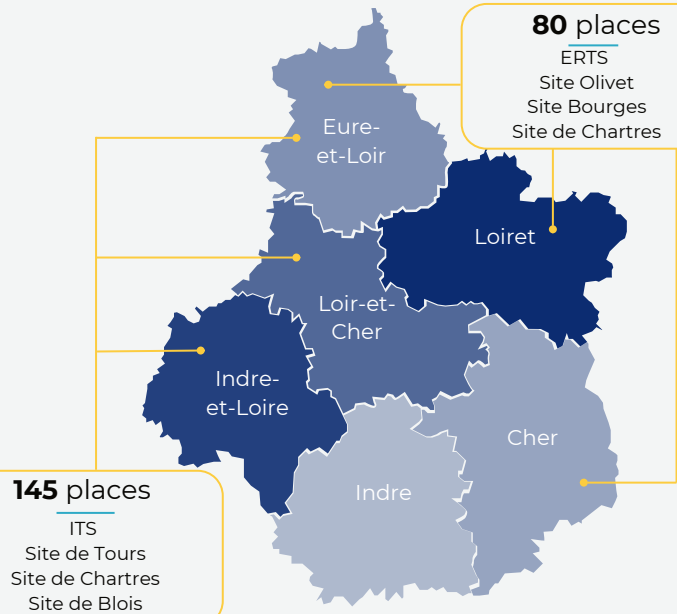 80 places
ERTS
Site Olivet
Site Bourges
Site de Chartres
Eure-
et-Loir
Loiret
Loir-et-
Cher
Indre-
et-Loire
Cher
Indre
145 places
ITS
Site de Tours
Site de Chartres
Site de Blois